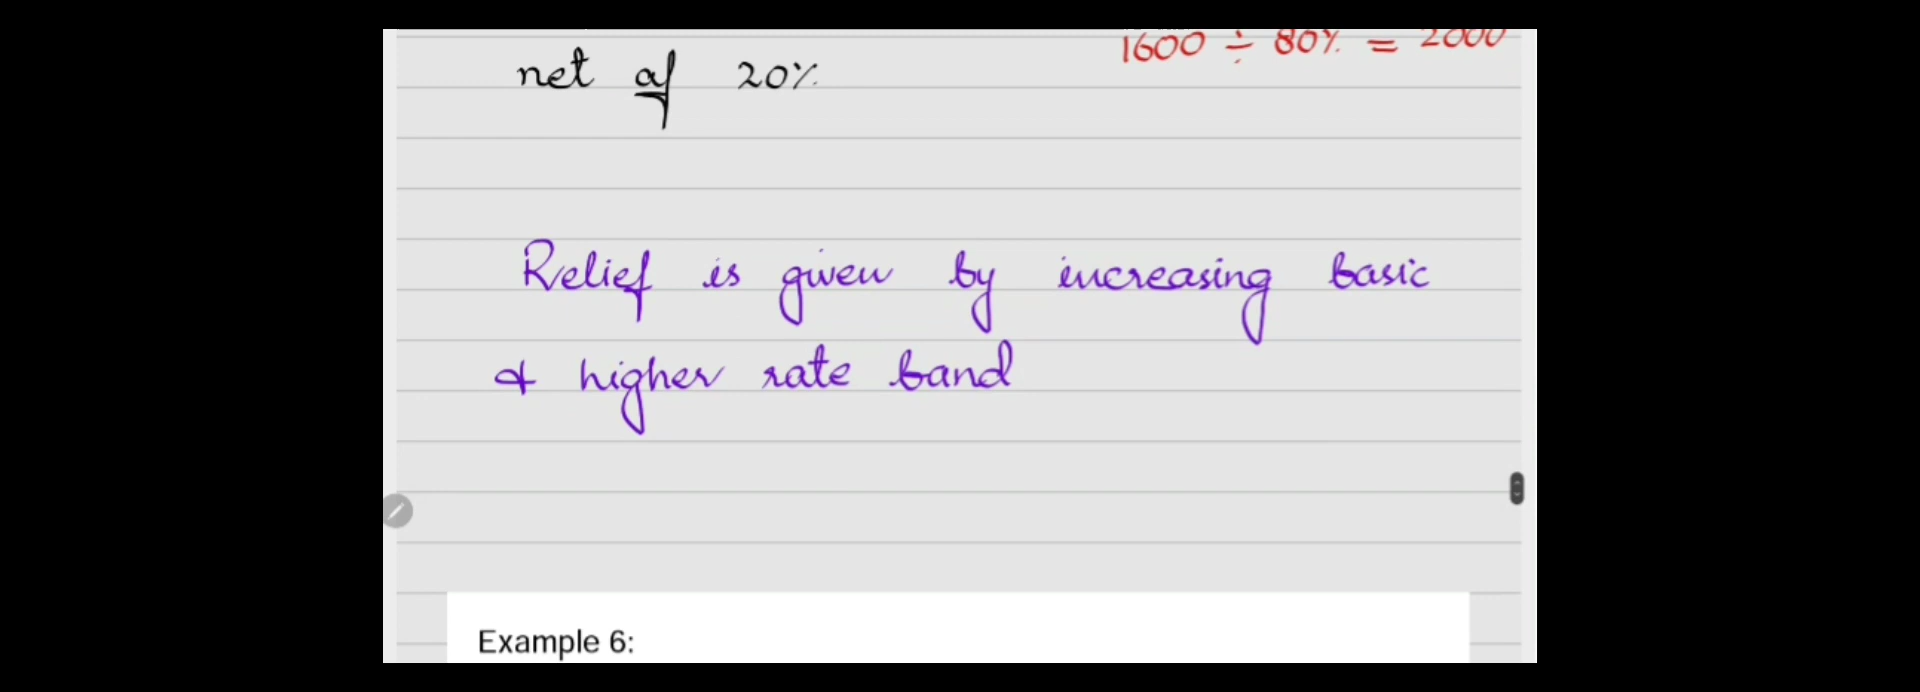 1600 ÷ 80% = 2000
net of 20%
Relief is given by increasing basic
& higher rate band
Example 6: